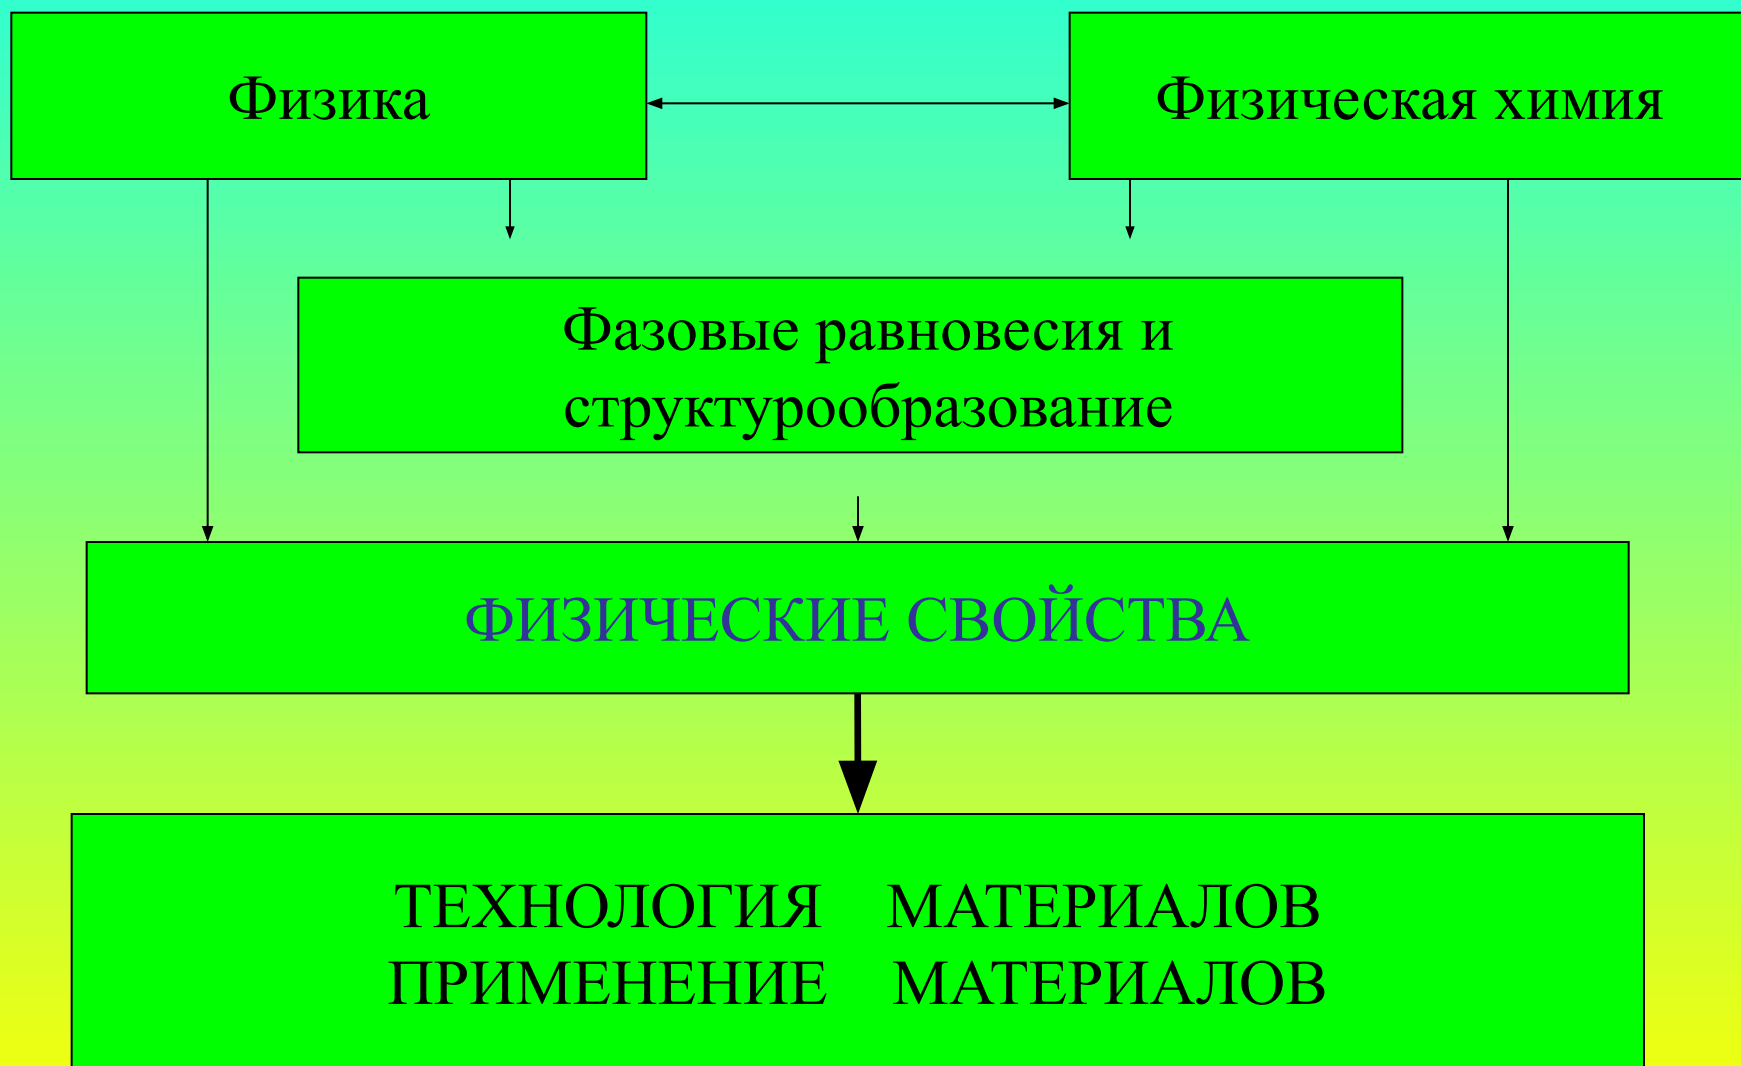 Физика
Физическая химия
Фазовые равновесия и
структурообразование
ФИЗИЧЕСКИЕ СВОЙСТВА
ТЕХНОЛОГИЯ МАТЕРИАЛОВ
ПРИМЕНЕНИЕ МАТЕРИАЛОВ